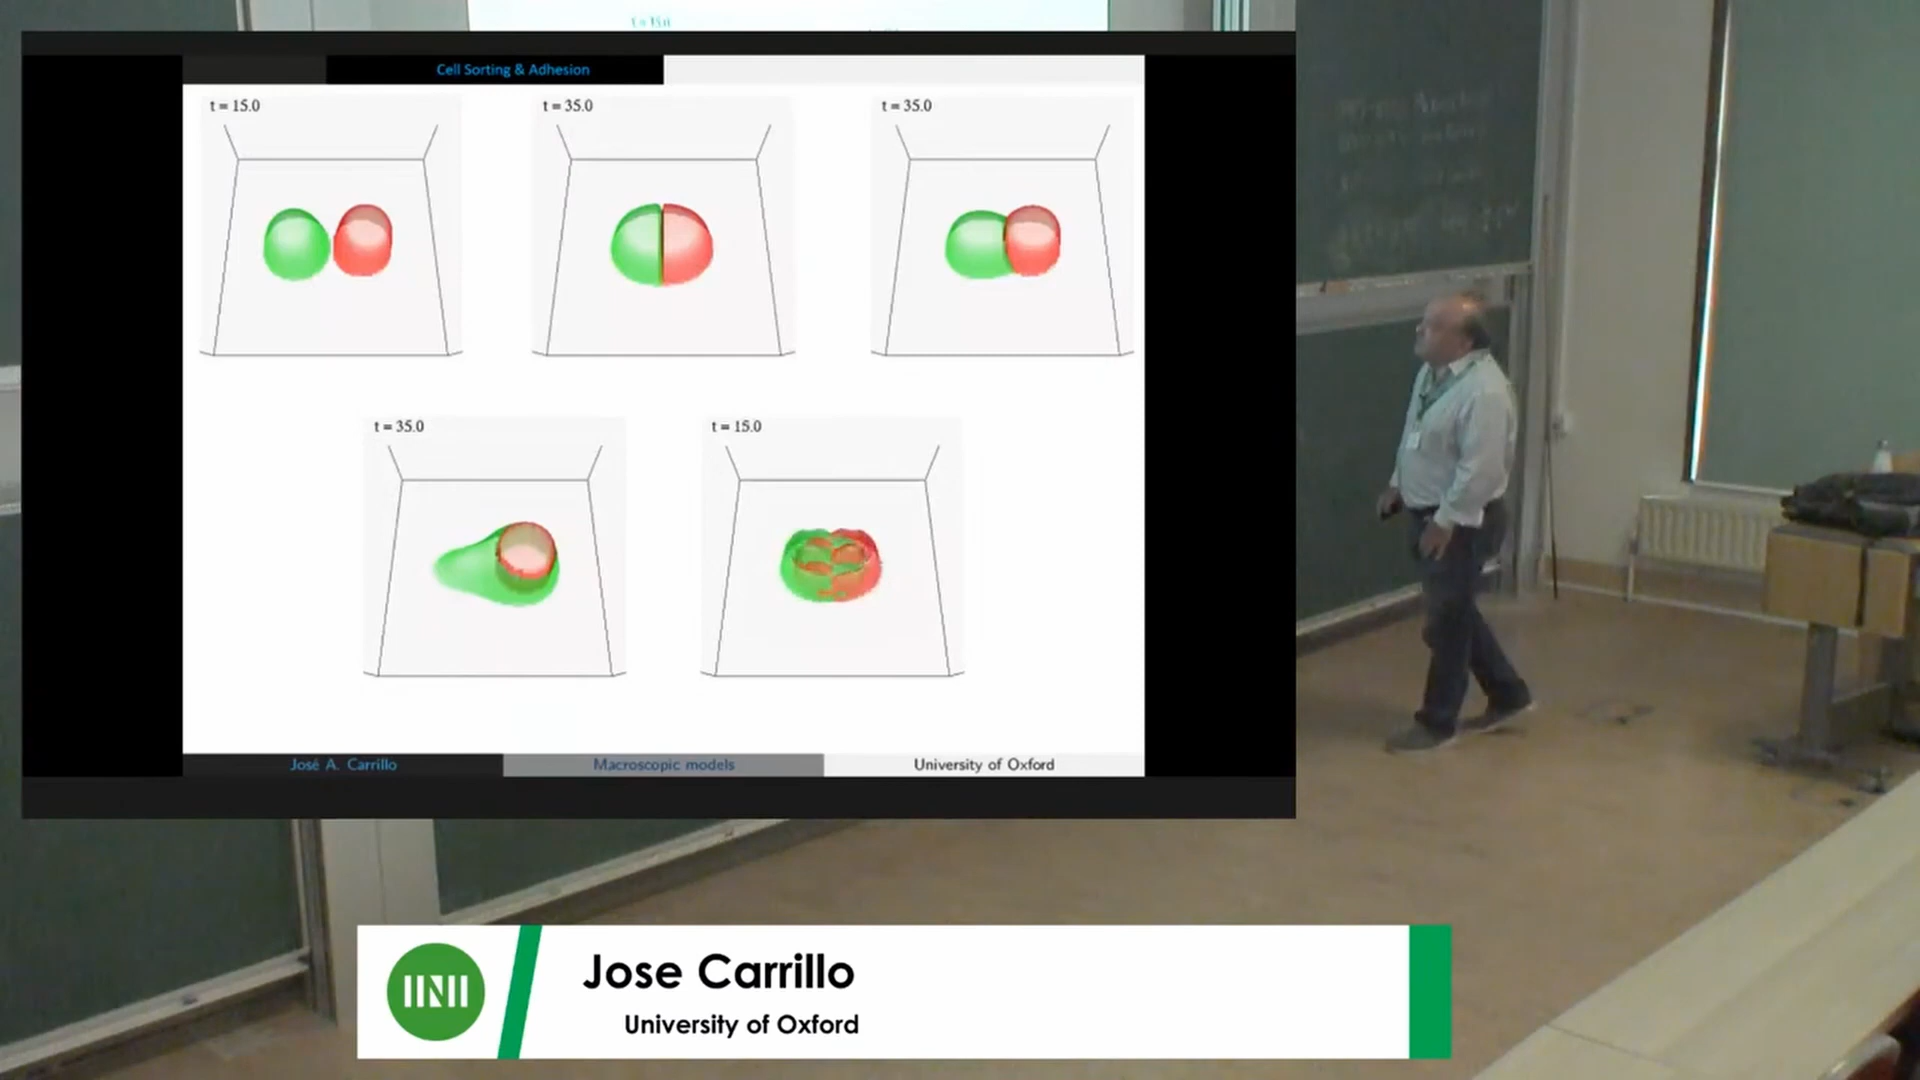 Cell Sorting & Adhesion
t = 15.0
t = 35.0
t = 35.0
t = 35.0
t = 15.0
José A. Carrillo
Macroscopic models
University of Oxford
Jose Carrillo
University of Oxford